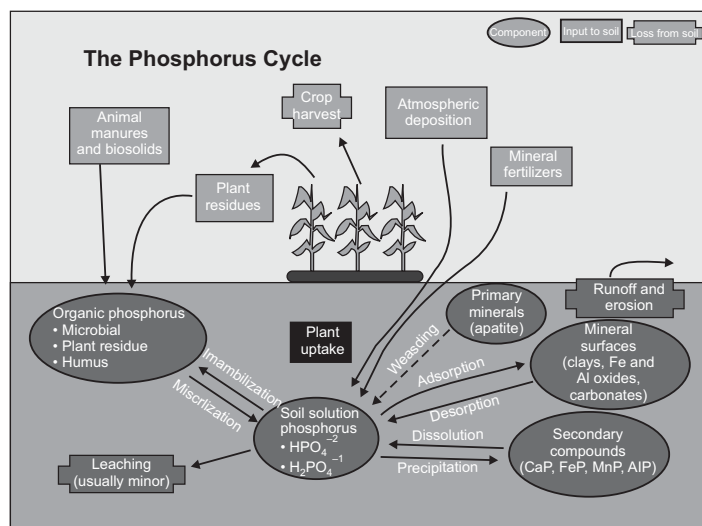 The Phosphorus Cycle
Component
Input to soil
Loss from soil
Animal
manures
and biosolids
Crop
harvest
Atmospheric
deposition
Mineral
fertilizers
Plant
residues
Organic phosphorus
• Microbial
• Plant residue
• Humus
Plant
uptake
Primary
minerals
(apatite)
Runoff and
erosion
Mineral
surfaces
(clays, Fe and
Al oxides,
carbonates)
Weasding
Adsorption
Desorption
Imambilization
Miscrlization
Soil solution
phosphorus
• HPO₄⁻²
• H₂PO₄⁻¹
Dissolution
Precipitation
Secondary
compounds
(CaP, FeP, MnP, AlP)
Leaching
(usually minor)